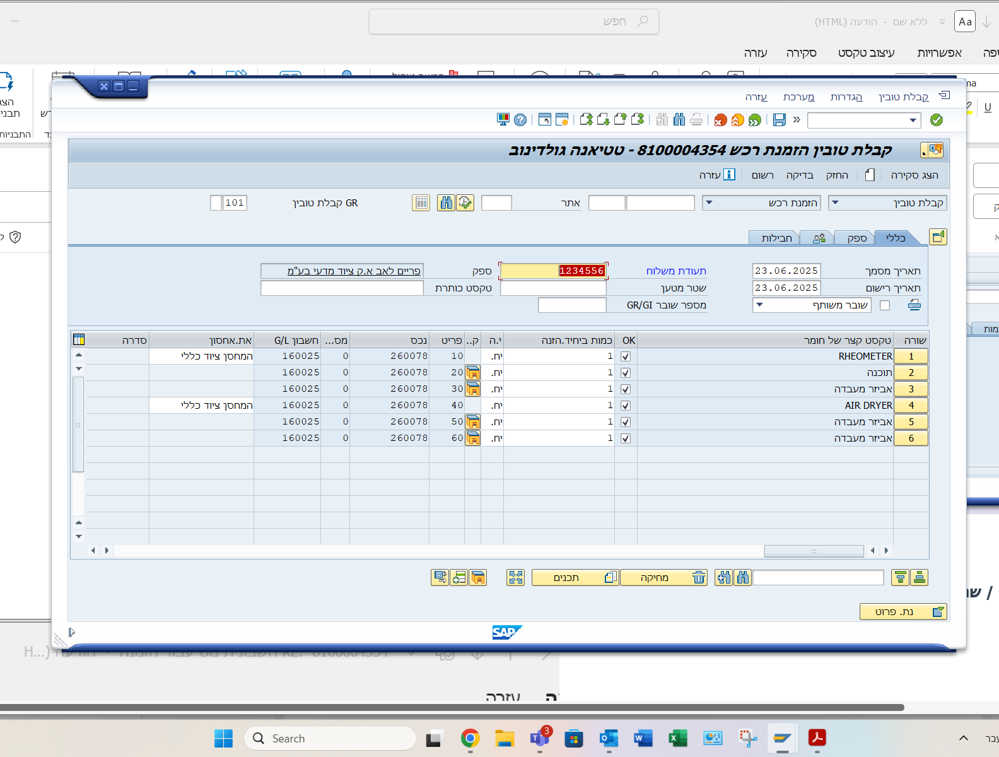 חפש
ללא שם - הודעה (HTML)
Aa
אפשרויות עיצוב טקסט סקירה עזרה
קבלת טובין הגדרות מערכת עזרה
קבלת טובין הזמנת רכש 8100004354 - טטיאנה גולדינוב
הצג סקירה החזק בדיקה רשום עזרה
קבלת טובין הזמנת רכש אתר GR קבלת טובין 101
כללי ספק חבילות
תאריך מסמך 23.06.2025 תעודת משלוח 1234556 ספק פריים לאב א.ק ציוד מדעי בע"מ
תאריך רישום 23.06.2025 שטר מטען טקסט כותרת
שובר משותף מספר שובר GR/GI
שורה טקסט קצר של חומר OK כמות ביחיד.הזנה י.ה ק.. פריט נכס מס... חשבון G/L את.אחסון סדרה
1 RHEOMETER 1 יח. 10 260078 0 160025 המחסן ציוד כללי
2 תוכנה 1 יח. 20 260078 0 160025
3 אביזר מעבדה 1 יח. 30 260078 0 160025
4 AIR DRYER 1 יח. 40 260078 0 160025 המחסן ציוד כללי
5 אביזר מעבדה 1 יח. 50 260078 0 160025
6 אביזר מעבדה 1 יח. 60 260078 0 160025
מחיקה תכנים
נת. פרוט
SAP
עזרה
Search
3